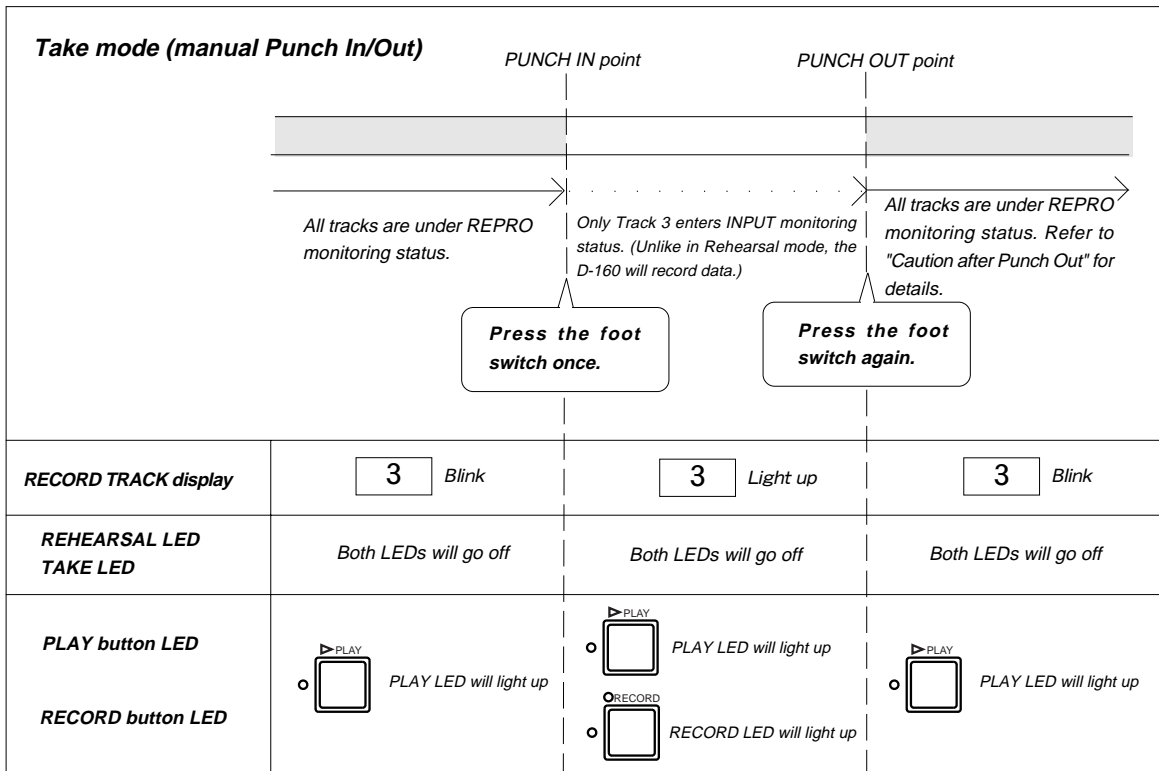 Take mode (manual Punch In/Out)
PUNCH IN point
PUNCH OUT point
All tracks are under REPRO
monitoring status.
Only Track 3 enters INPUT monitoring
status. (Unlike in Rehearsal mode, the
D-160 will record data.)
All tracks are under REPRO
monitoring status. Refer to
"Caution after Punch Out" for
details.
Press the foot
switch once.
Press the foot
switch again.
RECORD TRACK display
3 Blink
3 Light up
3 Blink
REHEARSAL LED
TAKE LED
Both LEDs will go off
Both LEDs will go off
Both LEDs will go off
PLAY button LED
RECORD button LED
PLAY
PLAY LED will light up
PLAY
PLAY LED will light up
RECORD
RECORD LED will light up
PLAY
PLAY LED will light up